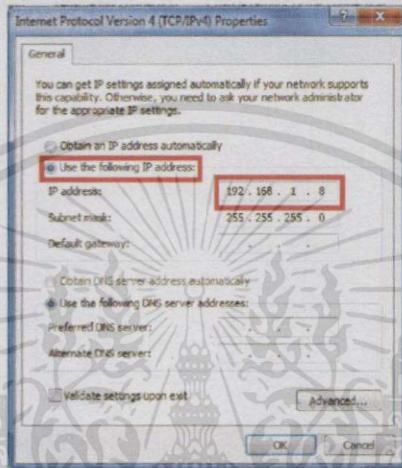 Internet Protocol Version 4 (TCP/IPv4) Properties
General
You can get IP settings assigned automatically if your network supports
this capability. Otherwise, you need to ask your network administrator
for the appropriate IP settings.
Obtain an IP address automatically
Use the following IP address:
IP address: 192 . 168 . 1 . 8
Subnet mask: 255 . 255 . 255 . 0
Default gateway: . . .
Obtain DNS server address automatically
Use the following DNS server addresses:
Preferred DNS server: . . .
Alternate DNS server: . . .
Validate settings upon exit
Advanced...
OK Cancel